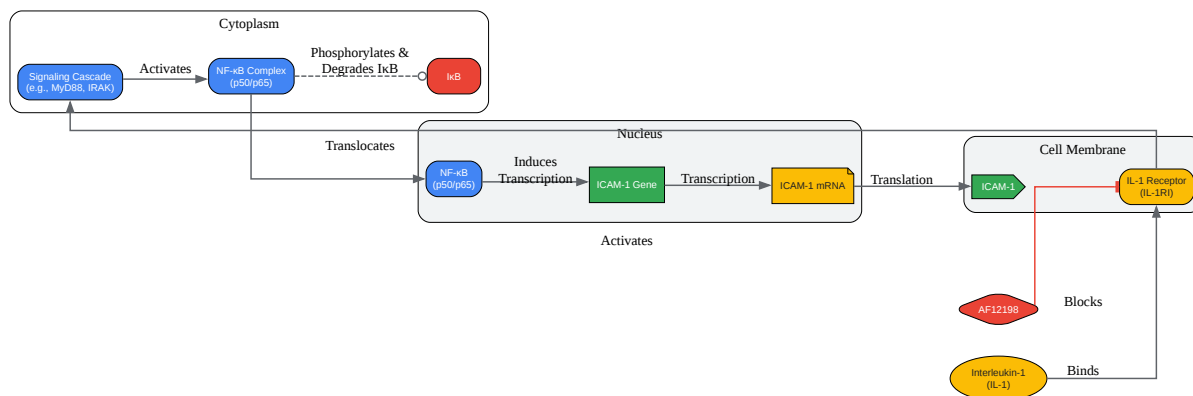 Cytoplasm
Signaling Cascade
(e.g., MyD88, IRAK)
Activates
NF-κB Complex
(p50/p65)
Phosphorylates &
Degrades IκB
IκB
Translocates
Nucleus
NF-κB
(p50/p65)
Induces
Transcription
ICAM-1 Gene
Transcription
ICAM-1 mRNA
Translation
Activates
Cell Membrane
ICAM-1
IL-1 Receptor
(IL-1RI)
AF12198
Blocks
Interleukin-1
(IL-1)
Binds